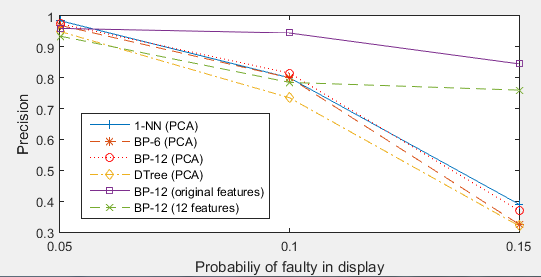 1
0.9
0.8
0.7
0.6
0.5
0.4
0.3
Precision
1-NN (PCA)
BP-6 (PCA)
BP-12 (PCA)
DTree (PCA)
BP-12 (original features)
BP-12 (12 features)
0.05
0.1
0.15
Probabiliy of faulty in display